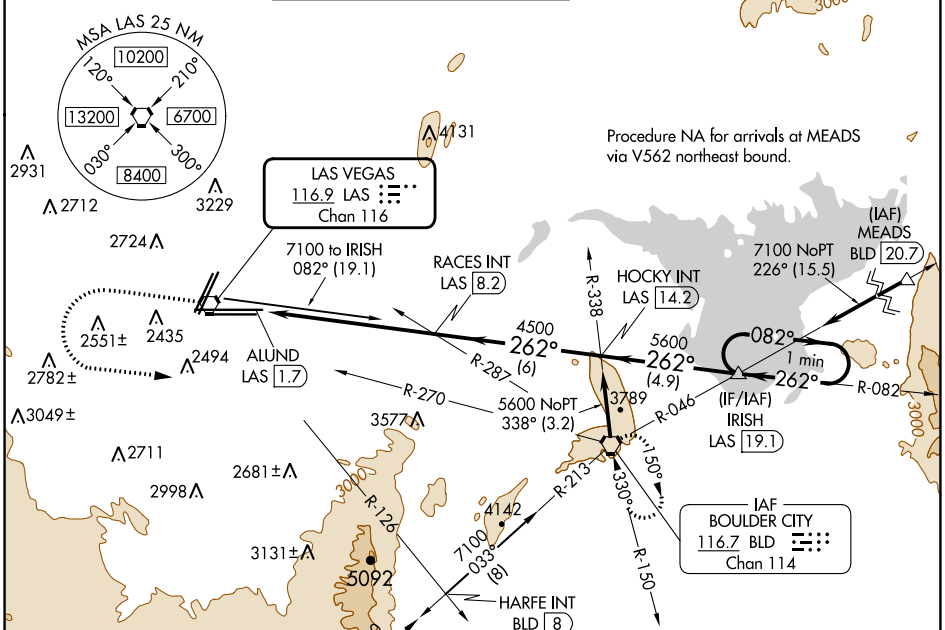 MSA LAS 25 NM
10200
120°
210°
13200
6700
030°
300°
8400
2931
2712
3229
2724
4131
LAS VEGAS
116.9 LAS
Chan 116
Procedure NA for arrivals at MEADS
via V562 northeast bound.
(IAF)
MEADS
BLD 20.7
7100 NoPT
226° (15.5)
7100 to IRISH
082° (19.1)
RACES INT
LAS 8.2
HOCKY INT
LAS 14.2
R-338
3000
2551±
2435
2494
2782±
ALUND
LAS 1.7
4500
262°
(6)
5600
262°
(4.9)
082°
1 min
262°
R-082
R-287
R-270
5600 NoPT
338° (3.2)
3789
R-046
(IF/IAF)
IRISH
LAS 19.1
3000
3049±
3577
2711
2681±
2998
3000
R-126
R-213
150°
330°
R-150
4142
7100
033°
(8)
3131±
5092
IAF
BOULDER CITY
116.7 BLD
Chan 114
HARFE INT
BLD 8